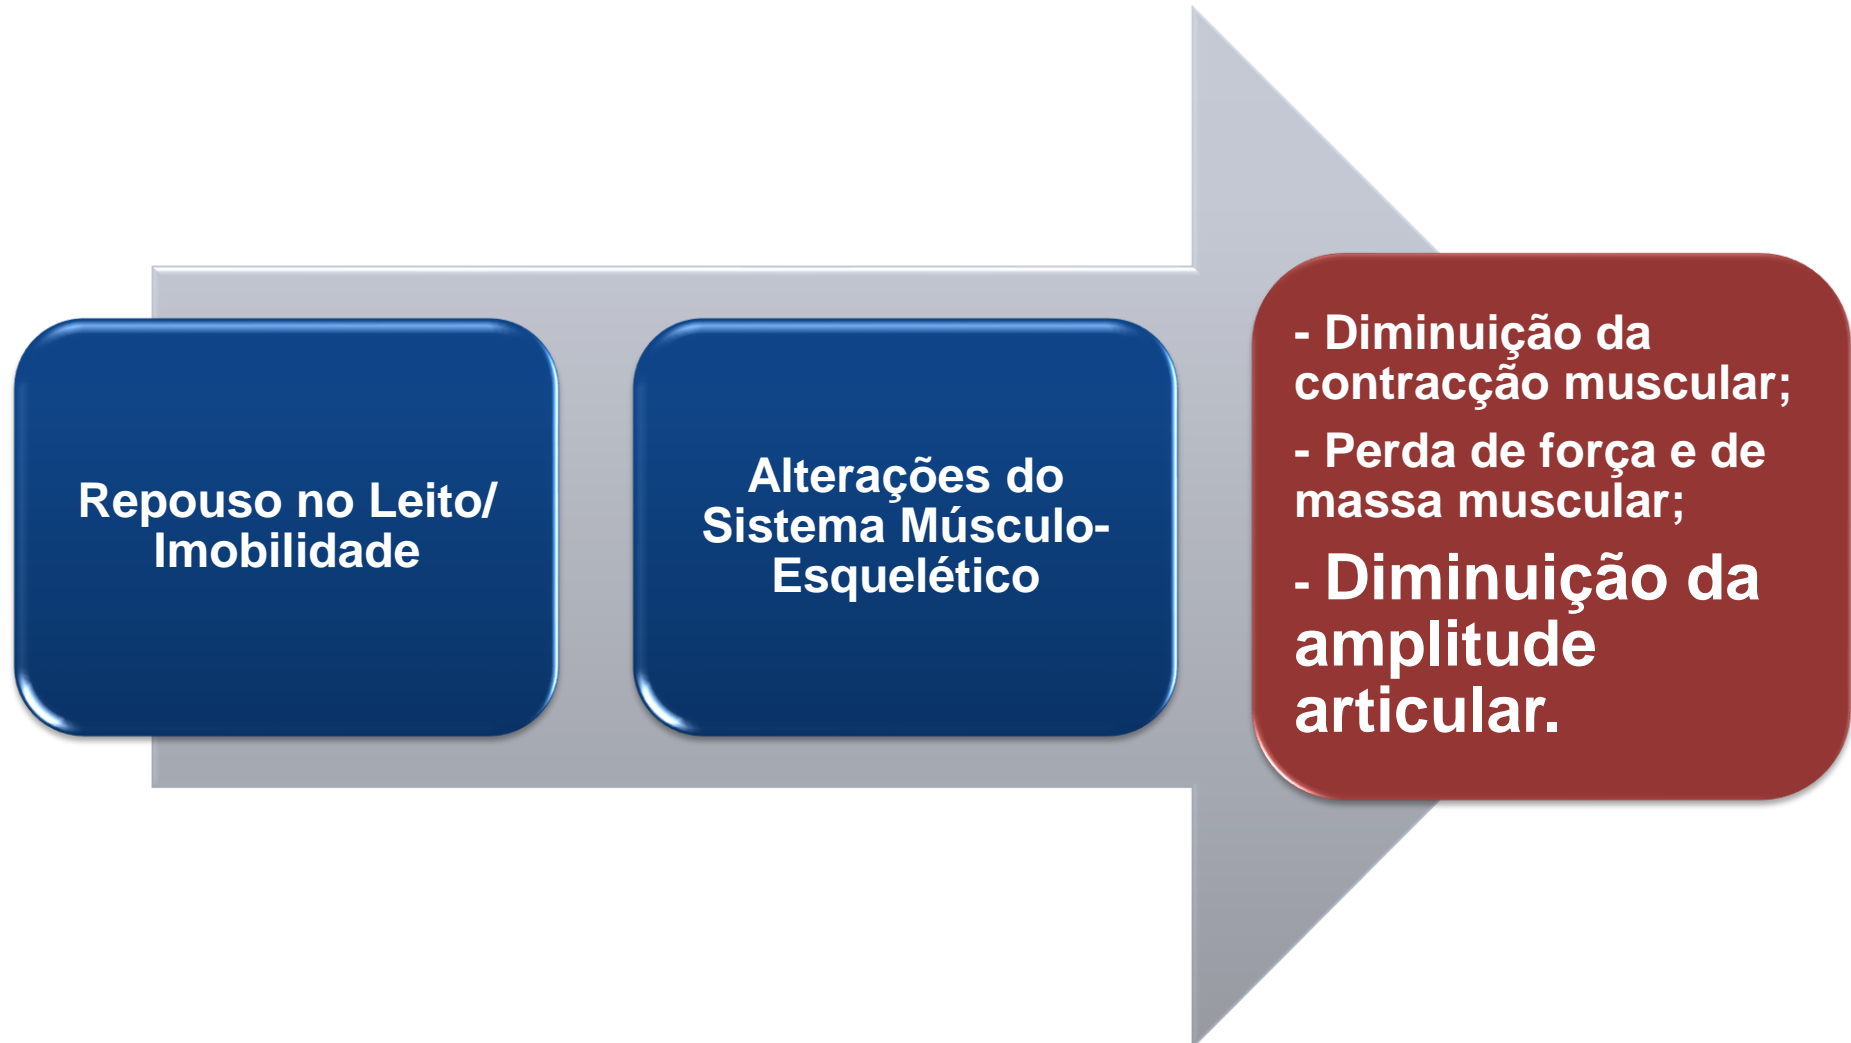 Repouso no Leito/
Imobilidade
Alterações do
Sistema Músculo-
Esquelético
- Diminuição da
contracção muscular;
- Perda de força e de
massa muscular;
- Diminuição da
amplitude
articular.